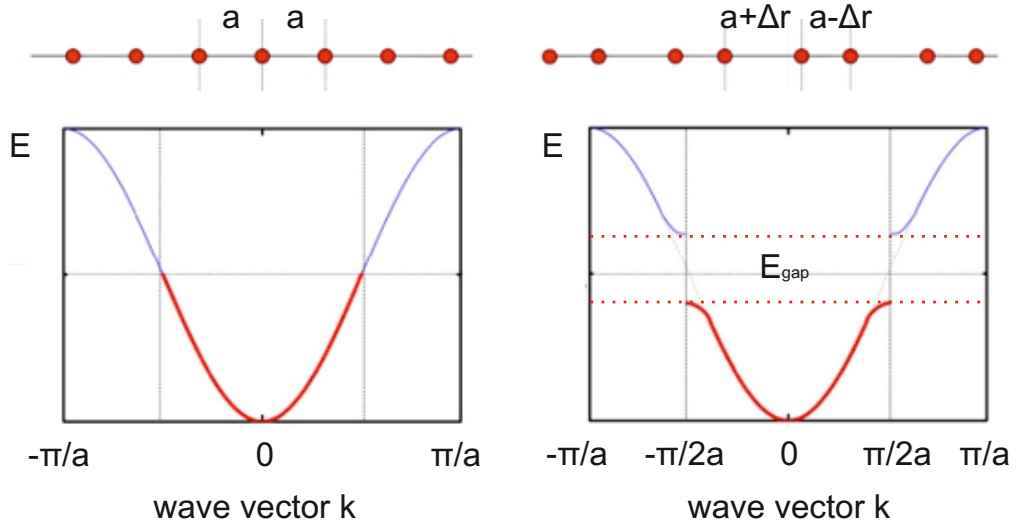 a a
a+Δr a-Δr
E
E
E_gap
-π/a 0 π/a
-π/a -π/2a 0 π/2a π/a
wave vector k
wave vector k